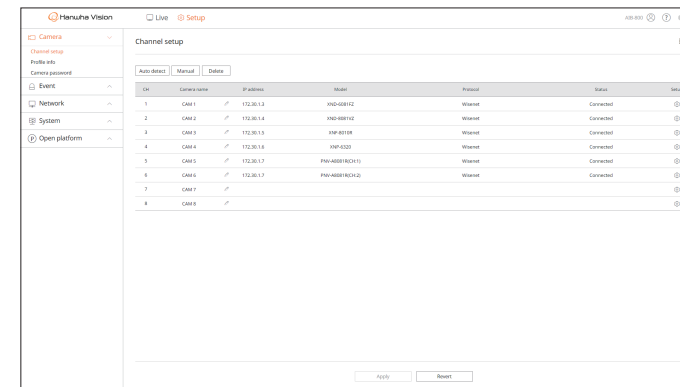 Hanwha Vision Live Setup AIB-800 ?
Camera
Channel setup
Profile info
Camera password
Event
Network
System
P Open platform
Channel setup
Auto detect Manual Delete
CH Camera name IP address Model Protocol Status Setu
1 CAM 1 172.30.1.3 XND-6081FZ Wisenet Connected
2 CAM 2 172.30.1.4 Wisenet Connected
3 CAM 3 172.30.1.5 XNP-8010R Wisenet Connected
4 CAM 4 172.30.1.6 XNP-6320 Wisenet Connected
5 CAM 5 172.30.1.7 PNV-A8081R(CH:1) Wisenet Connected
6 CAM 6 172.30.1.7 PNV-A8081R(CH:2) Wisenet Connected
7 CAM 7
8 CAM 8
Apply Revert